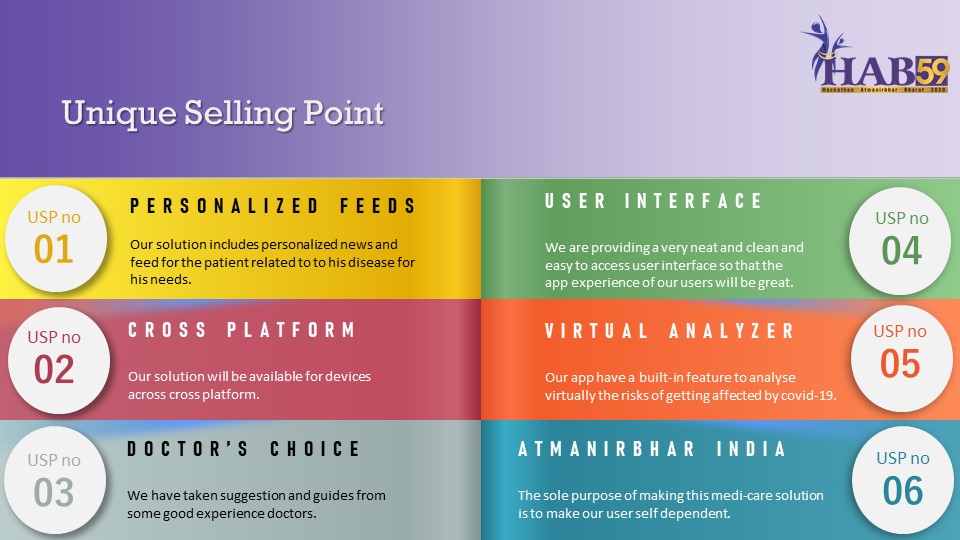 HAB59
Hackathon Atmanirbhar Bharat 2020
Unique Selling Point
USP no
01
PERSONALIZED FEEDS
Our solution includes personalized news and
feed for the patient related to to his disease for
his needs.
USP no
02
CROSS PLATFORM
Our solution will be available for devices
across cross platform.
USP no
03
DOCTOR’S CHOICE
We have taken suggestion and guides from
some good experience doctors.
USER INTERFACE
We are providing a very neat and clean and
easy to access user interface so that the
app experience of our users will be great.
USP no
04
VIRTUAL ANALYZER
Our app have a built-in feature to analyse
virtually the risks of getting affected by covid-19.
USP no
05
ATMANIRBHAR INDIA
The sole purpose of making this medi-care solution
is to make our user self dependent.
USP no
06